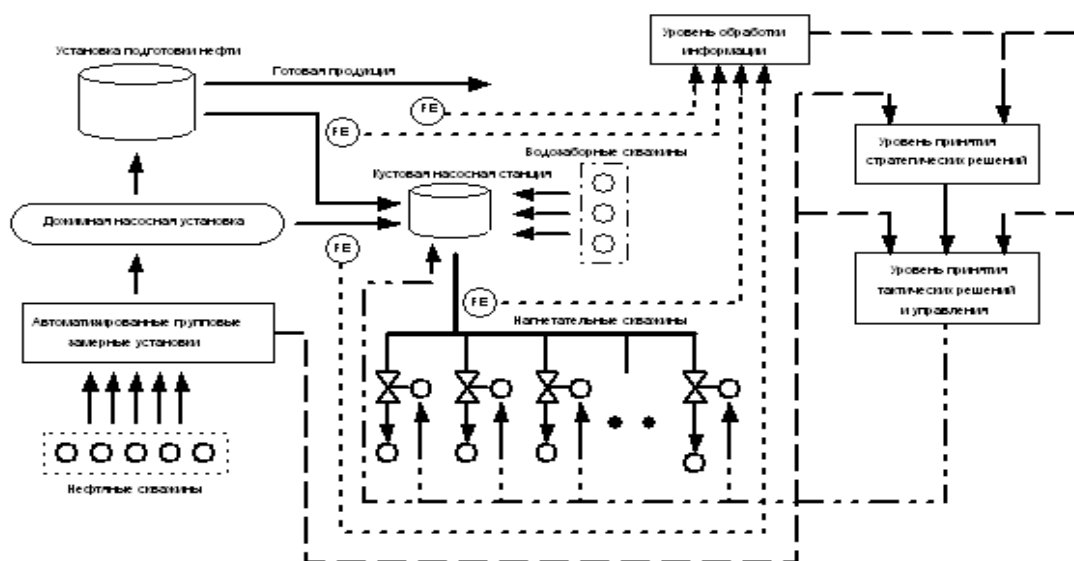 Уровень обработки
информации
Установка подготовки нефти
Готовая продукция
FE
FE
Водозаборные скважины
Уровень принятия
стратегических решений
Кустовая насосная станция
Дожимная насосная установка
FE
Уровень принятия
тактических решений
и управления
FE
Нагнетательные скважины
Автоматизированные групповые
замерные установки
Нефтяные скважины